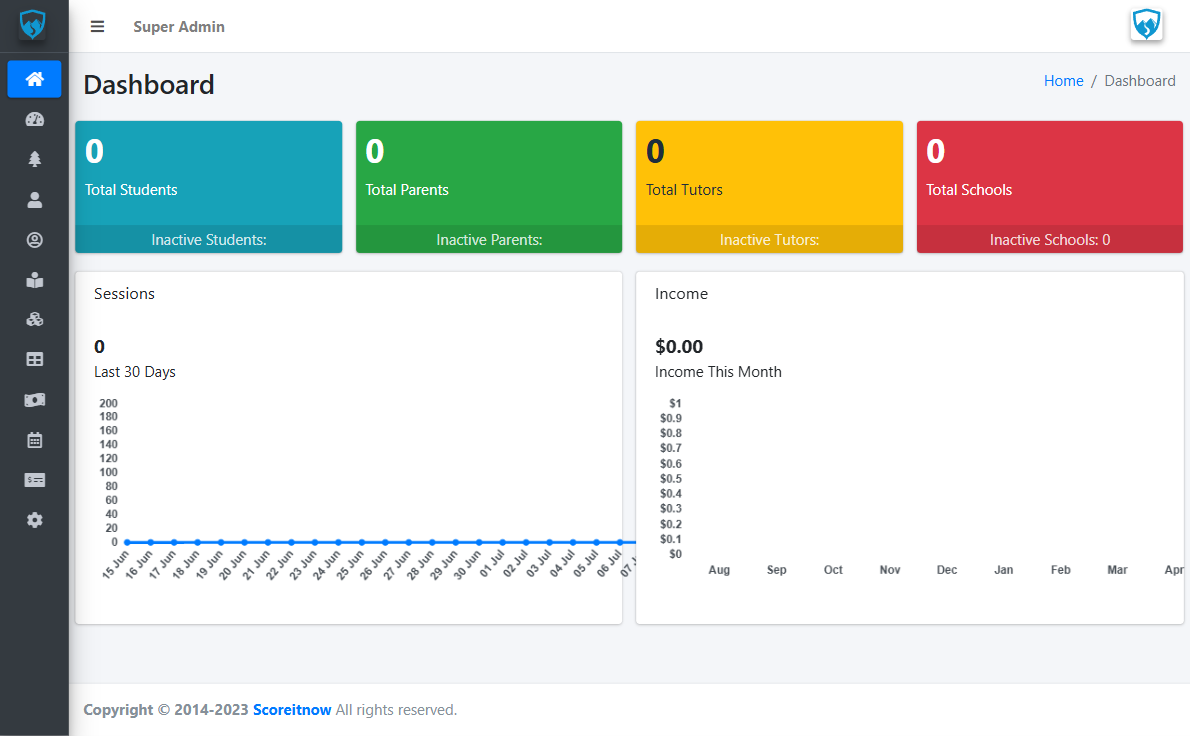 Super Admin
Dashboard
Home / Dashboard
0
Total Students
Inactive Students:
0
Total Parents
Inactive Parents:
0
Total Tutors
Inactive Tutors:
0
Total Schools
Inactive Schools: 0
Sessions
0
Last 30 Days
200
180
160
140
120
100
80
60
40
20
0
15 Jun 16 Jun 17 Jun 18 Jun 19 Jun 20 Jun 21 Jun 22 Jun 23 Jun 24 Jun 25 Jun 26 Jun 27 Jun 28 Jun 29 Jun 30 Jun 01 Jul 02 Jul 03 Jul 04 Jul 05 Jul 06 Jul 07
Income
$0.00
Income This Month
$1
$0.9
$0.8
$0.7
$0.6
$0.5
$0.4
$0.3
$0.2
$0.1
$0
Aug Sep Oct Nov Dec Jan Feb Mar Apr
Copyright © 2014-2023 Scoreitnow All rights reserved.